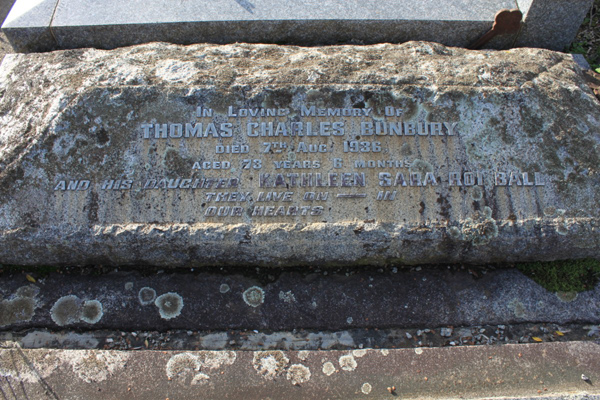 In Loving Memory Of
THOMAS CHARLES BUNBURY
DIED 7TH AUG. 1936
AGED 73 YEARS 6 MONTHS
AND HIS DAUGHTER KATHLEEN SARA
THEY LIVE ON — IN
OUR HEARTS